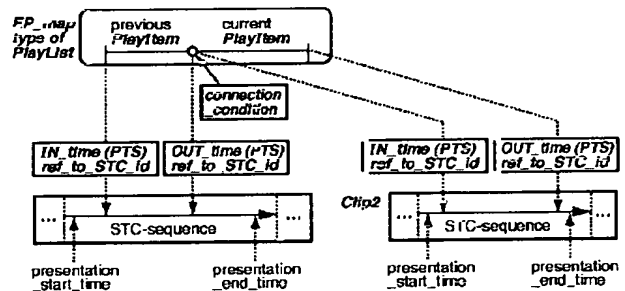 EP_map
type of
PlayList
previous
PlayItem
current
PlayItem
connection
_condition
IN_time (PTS)
ref_to_STC_id
OUT_time (PTS)
ref_to_STC_id
IN_time (PTS)
ref_to_STC_id
OUT_time (PTS)
ref_to_STC_id
...
STC-sequence
...
Clip2
...
STC-sequence
...
presentation
_start_time
presentation
_end_time
presentation
_start_time
presentation
_end_time